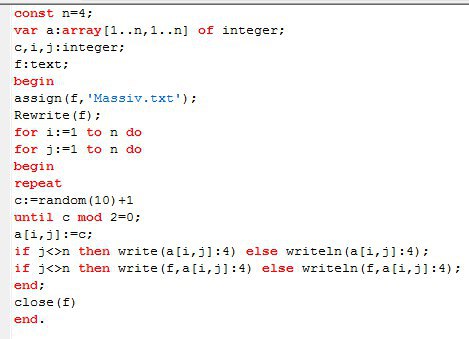 const n=4;
var a:array[1..n,1..n] of integer;
c,i,j:integer;
f:text;
begin
assign(f,'Massiv.txt');
Rewrite(f);
for i:=1 to n do
for j:=1 to n do
begin
repeat
c:=random(10)+1
until c mod 2=0;
a[i,j]:=c;
if j<>n then write(a[i,j]:4) else writeln(a[i,j]:4);
if j<>n then write(f,a[i,j]:4) else writeln(f,a[i,j]:4);
end;
close(f)
end.